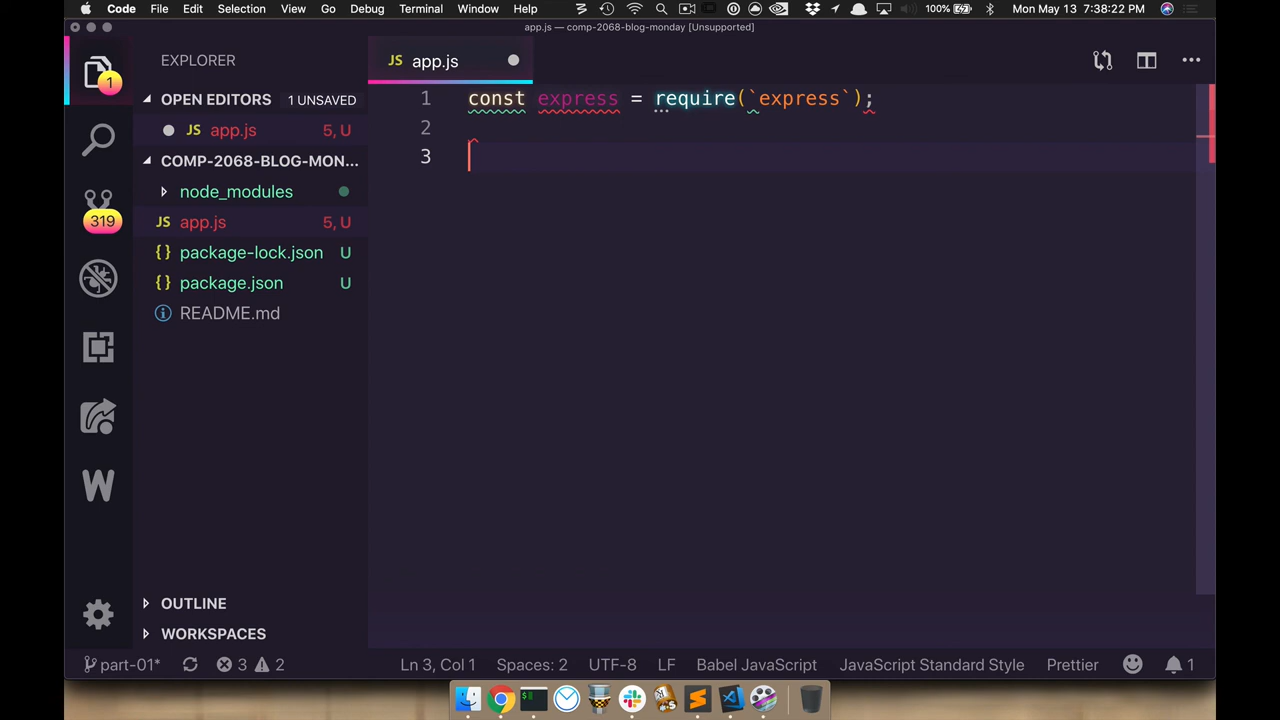 Code File Edit Selection View Go Debug Terminal Window Help 100% Mon May 13 7:38:22 PM
app.js — comp-2068-blog-monday [Unsupported]
EXPLORER
JS app.js
OPEN EDITORS 1 UNSAVED
JS app.js 5, U
COMP-2068-BLOG-MON...
node_modules
JS app.js 5, U
{} package-lock.json U
{} package.json U
README.md
1
319
W
1 const express = require(`express`);
2
3
OUTLINE
WORKSPACES
part-01* 3 2 Ln 3, Col 1 Spaces: 2 UTF-8 LF Babel JavaScript JavaScript Standard Style Prettier 1